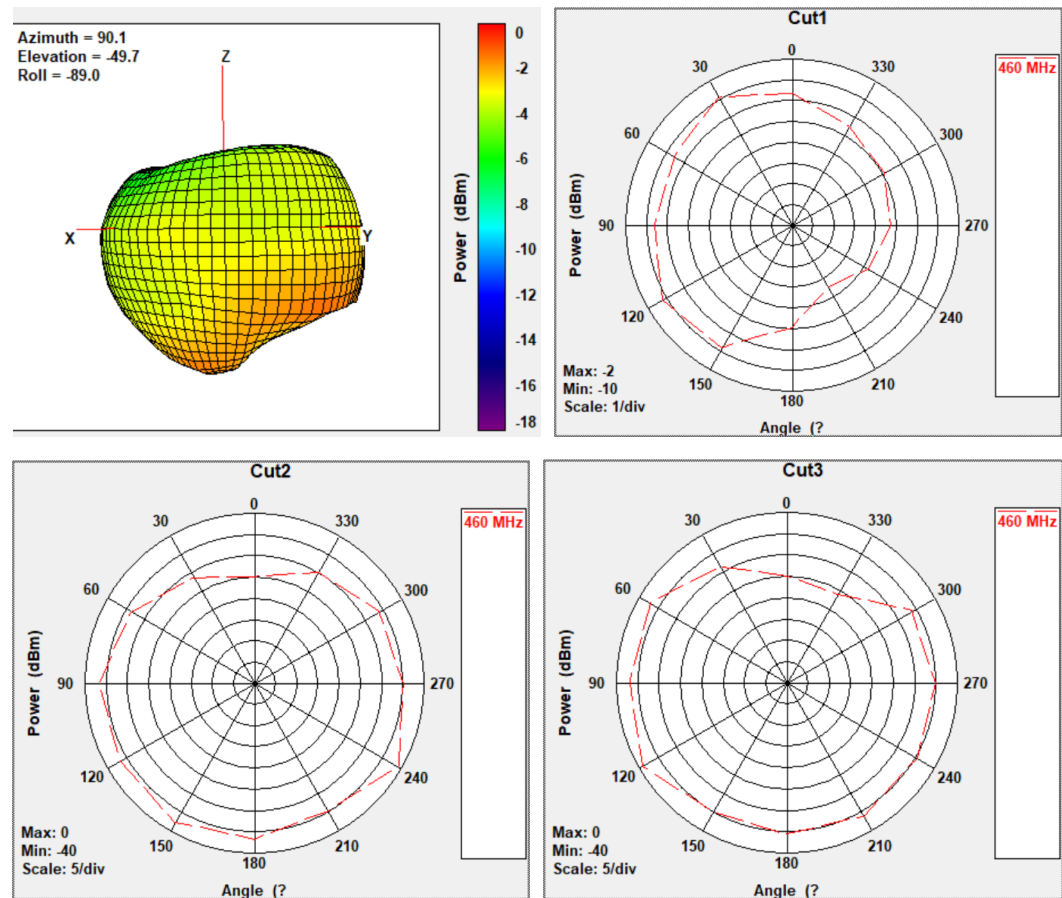 Azimuth = 90.1
Elevation = -49.7
Roll = -89.0
Z
X
Y
Power (dBm)
0
-2
-4
-6
-8
-10
-12
-14
-16
-18
Cut1
460 MHz
0
30
330
60
300
90
270
120
240
150
210
180
Power (dBm)
Max: -2
Min: -10
Scale: 1/div
Angle (?
Cut2
460 MHz
0
30
330
60
300
90
270
120
240
150
210
180
Power (dBm)
Max: 0
Min: -40
Scale: 5/div
Angle (?
Cut3
460 MHz
0
30
330
60
300
90
270
120
240
150
210
180
Power (dBm)
Max: 0
Min: -40
Scale: 5/div
Angle (?